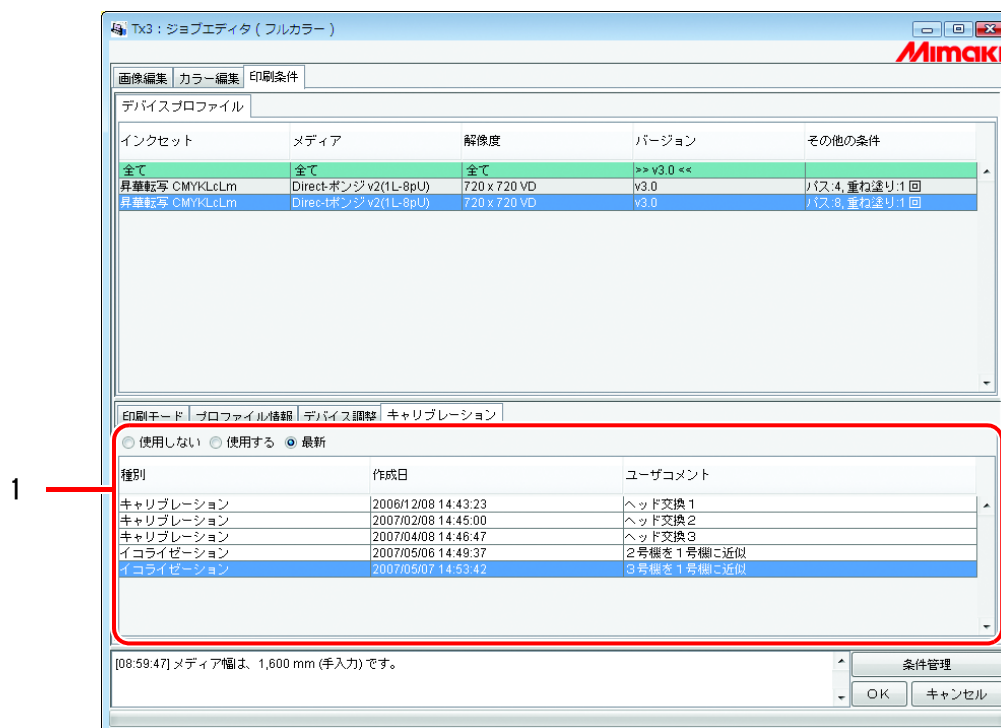 Tx3：ジョブエディタ ( フルカラー )
Mimaki
画像編集 カラー編集 印刷条件
デバイスプロファイル
インクセット メディア 解像度 バージョン その他の条件
全て 全て 全て >> v3.0 <<
昇華転写 CMYKLcLm Direct-ポンジ v2(1L-8pU) 720 x 720 VD v3.0 パス:4, 重ね塗り:1 回
昇華転写 CMYKLcLm Direc-tポンジ v2(1L-8pU) 720 x 720 VD v3.0 パス:8, 重ね塗り:1 回
印刷モード プロファイル情報 デバイス調整 キャリブレーション
使用しない 使用する 最新
種別 作成日 ユーザコメント
キャリブレーション 2006/12/08 14:43:23 ヘッド交換１
キャリブレーション 2007/02/08 14:45:00 ヘッド交換２
キャリブレーション 2007/04/08 14:46:47 ヘッド交換３
イコライゼーション 2007/05/06 14:49:37 ２号機を１号機に近似
イコライゼーション 2007/05/07 14:53:42 ３号機を１号機に近似
1
[08:59:47] メディア幅は、1,600 mm (手入力) です。
条件管理
ＯＫ キャンセル